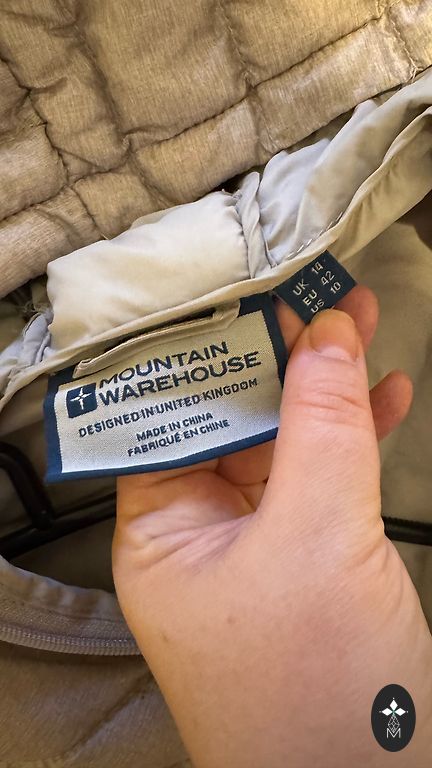 MOUNTAIN
WAREHOUSE
DESIGNED IN UNITED KINGDOM
MADE IN CHINA
FABRIQUÉ EN CHINE
UK 14
EU 42
US 10
M